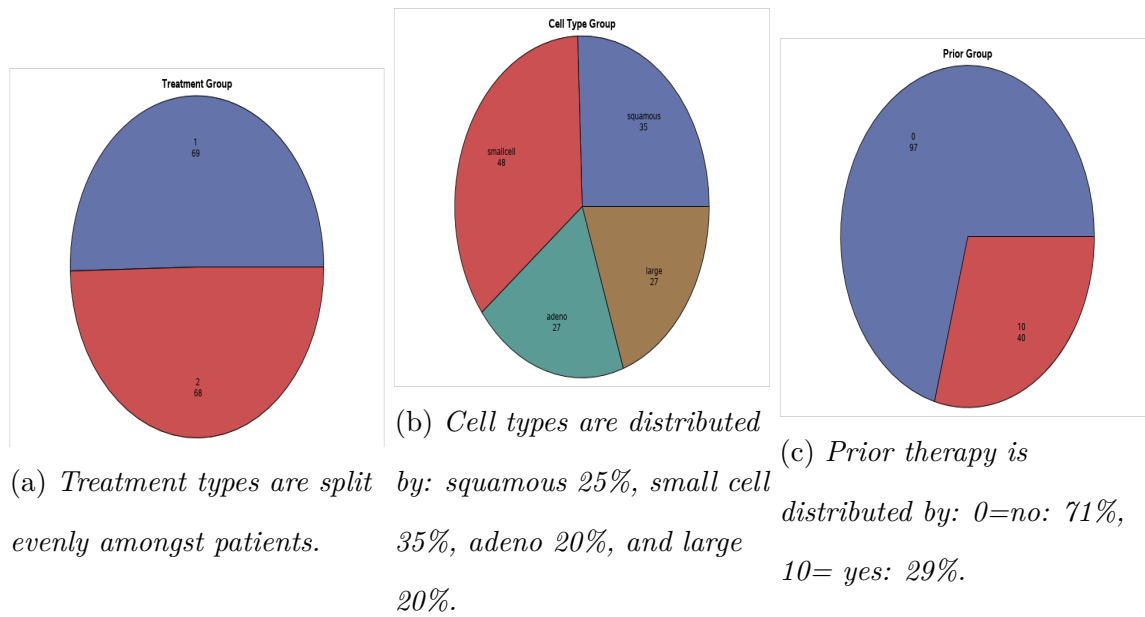 Treatment Group
1
69
2
68
(a) Treatment types are split
evenly amongst patients.
Cell Type Group
squamous
35
smallcell
48
large
27
adeno
27
(b) Cell types are distributed
by: squamous 25%, small cell
35%, adeno 20%, and large
20%.
Prior Group
0
97
10
40
(c) Prior therapy is
distributed by: 0=no: 71%,
10= yes: 29%.